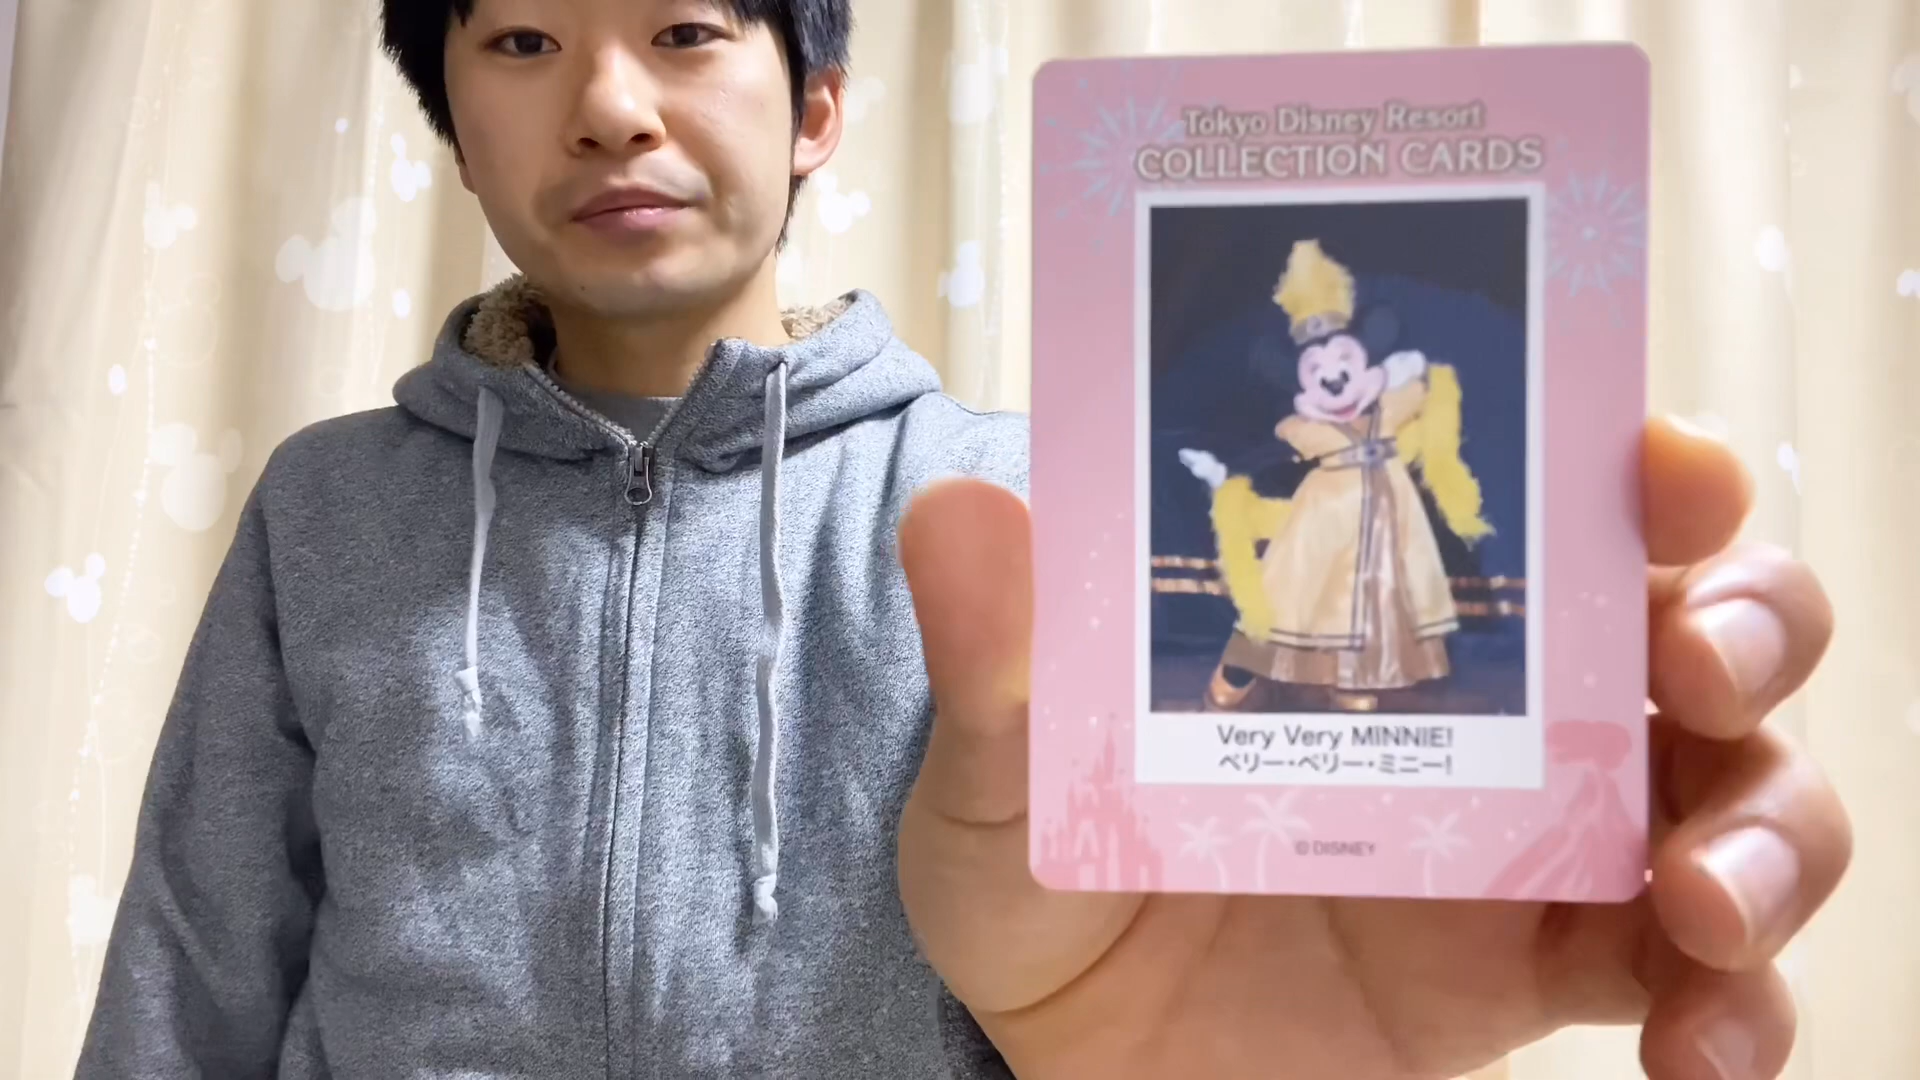 Tokyo Disney Resort
COLLECTION CARDS
Very Very MINNIE!
ベリー・ベリー・ミニー!
© DISNEY